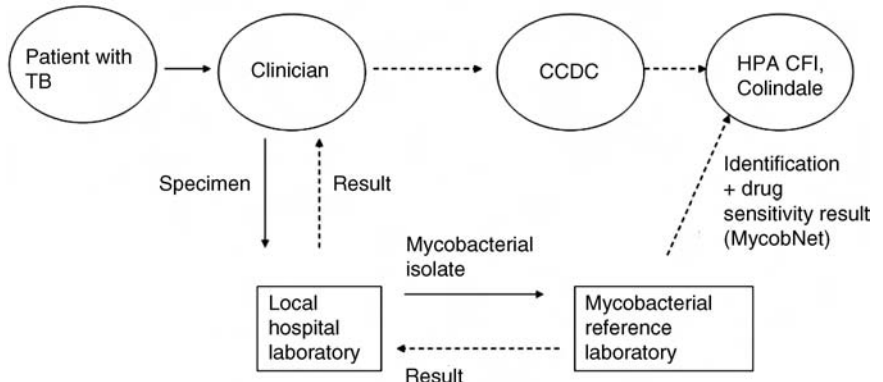 Patient with
TB
Clinician
CCDC
HPA CFI,
Colindale
Specimen
Result
Identification
+ drug
sensitivity result
(MycobNet)
Mycobacterial
isolate
Local
hospital
laboratory
Mycobacterial
reference
laboratory
Result